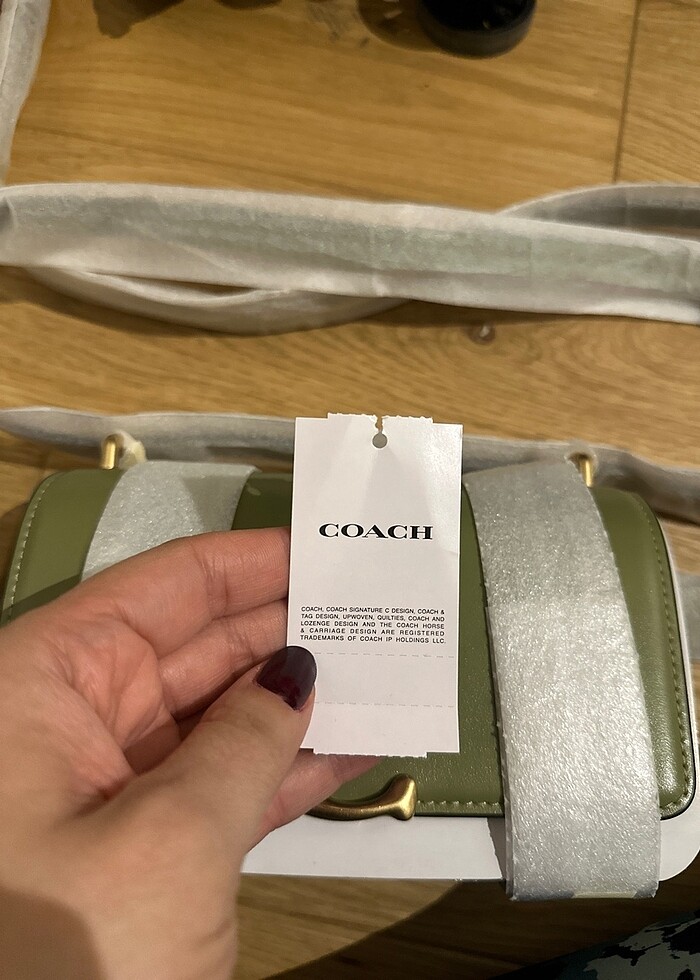 COACH
COACH, COACH SIGNATURE C DESIGN, COACH &
TAG DESIGN, UPWOVEN, QUILTIES, COACH AND
LOZENGE DESIGN AND THE COACH HORSE
& CARRIAGE DESIGN ARE REGISTERED
TRADEMARKS OF COACH IP HOLDINGS LLC.